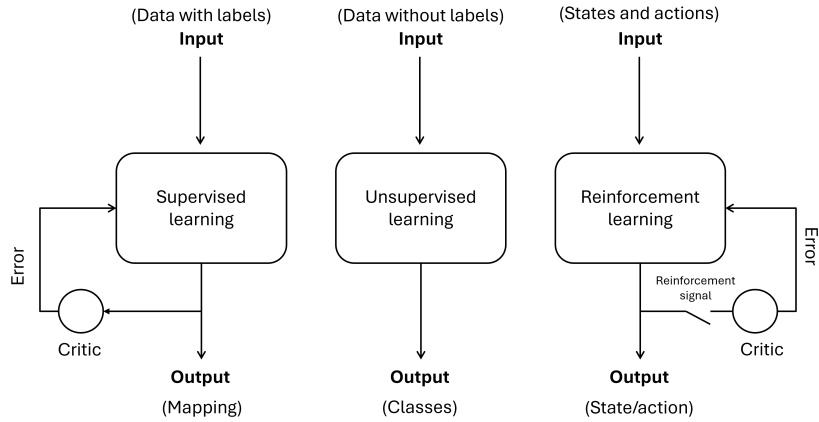 (Data with labels)
Input
Supervised
learning
Error
Critic
Output
(Mapping)
(Data without labels)
Input
Unsupervised
learning
Output
(Classes)
(States and actions)
Input
Reinforcement
learning
Reinforcement
signal
Error
Critic
Output
(State/action)